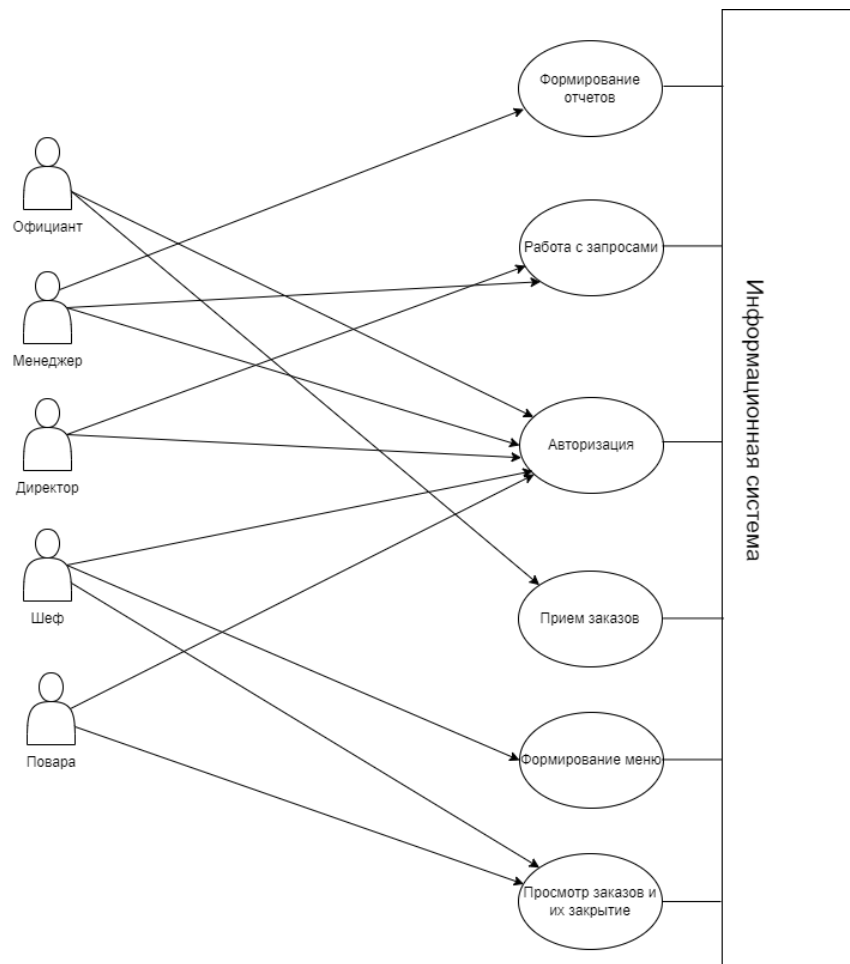 Формирование
отчетов
Официант
Работа с запросами
Менеджер
Директор
Авторизация
Шеф
Прием заказов
Повара
Формирование меню
Просмотр заказов и
их закрытие
Информационная система